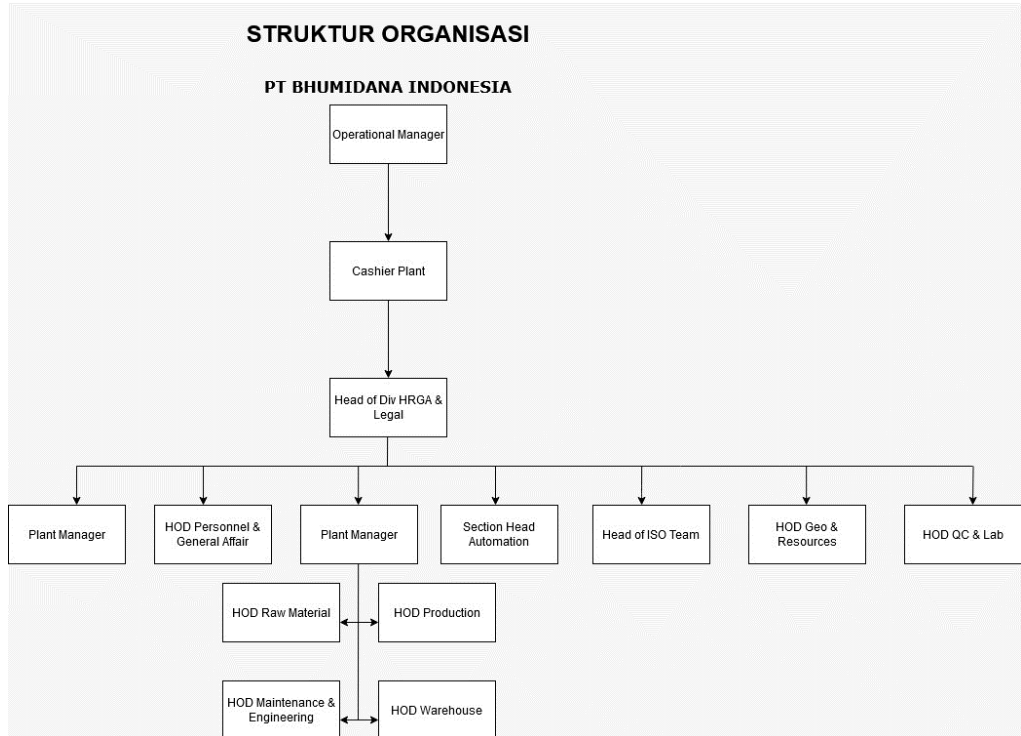 STRUKTUR ORGANISASI
PT BHUMIDANA INDONESIA
Operational Manager
Cashier Plant
Head of Div HRGA &
Legal
Plant Manager
HOD Personnel &
General Affair
Plant Manager
Section Head
Automation
Head of ISO Team
HOD Geo &
Resources
HOD QC & Lab
HOD Raw Material
HOD Production
HOD Maintenance &
Engineering
HOD Warehouse